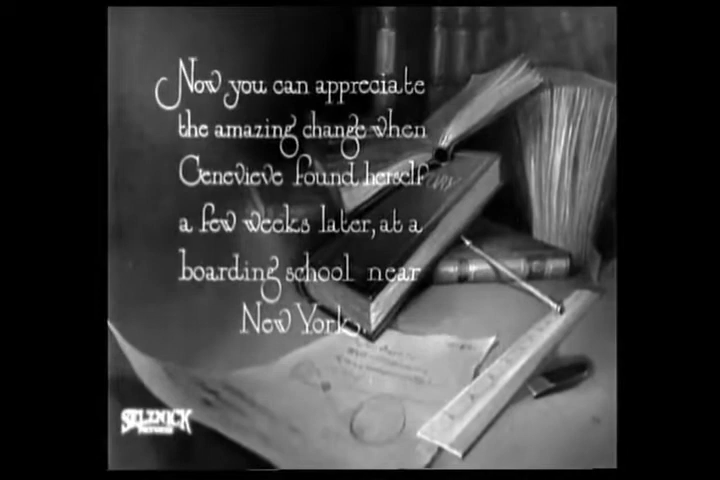 Now you can appreciate
the amazing change when
Genevieve found herself
a few weeks later, at a
boarding school near
New York.
SELZNICK
PICTURES